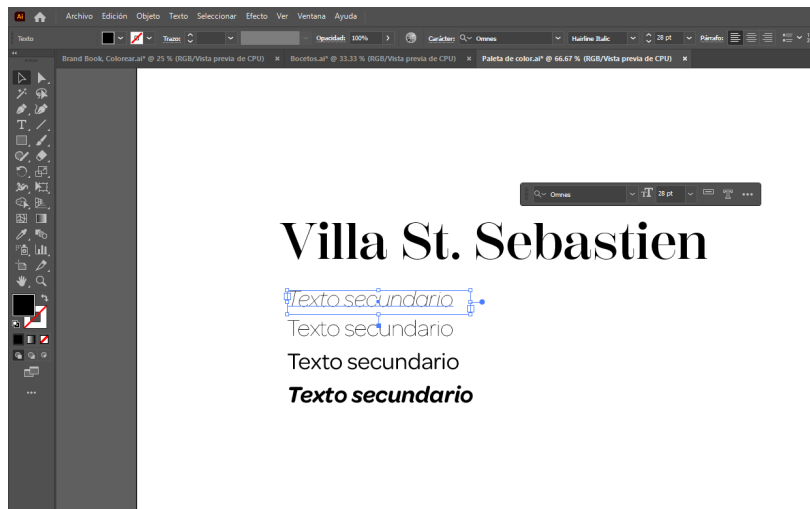 Ai Archivo Edición Objeto Texto Seleccionar Efecto Ver Ventana Ayuda
Texto Trazo: Opacidad: 100% Carácter: Omnes Hairline Italic 28 pt Párrafo:
Brand Book, Colorear.ai* @ 25 % (RGB/Vista previa de CPU) × Bocetos.ai* @ 33.33 % (RGB/Vista previa de CPU) × Paleta de color.ai* @ 66.67 % (RGB/Vista previa de CPU) ×
Omnes 28 pt
Villa St. Sebastien
Texto secundario
Texto secundario
Texto secundario
Texto secundario